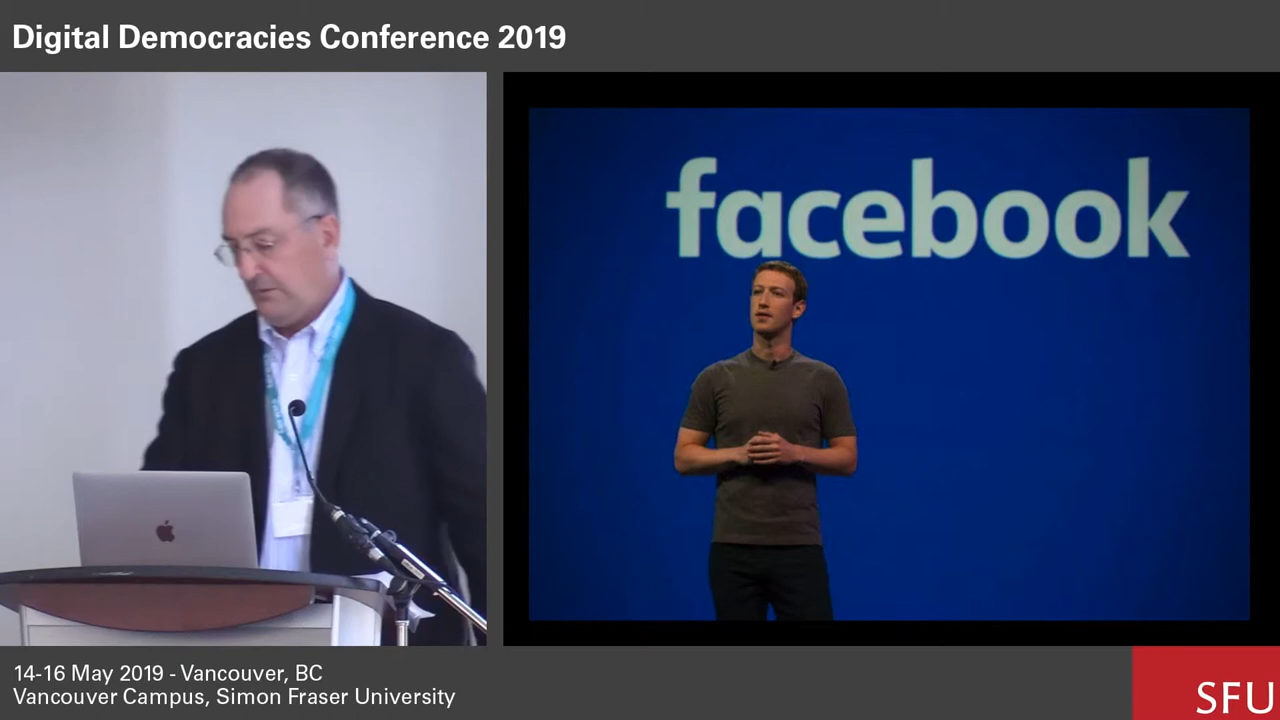 Digital Democracies Conference 2019
facebook
14-16 May 2019 - Vancouver, BC
Vancouver Campus, Simon Fraser University
SFU